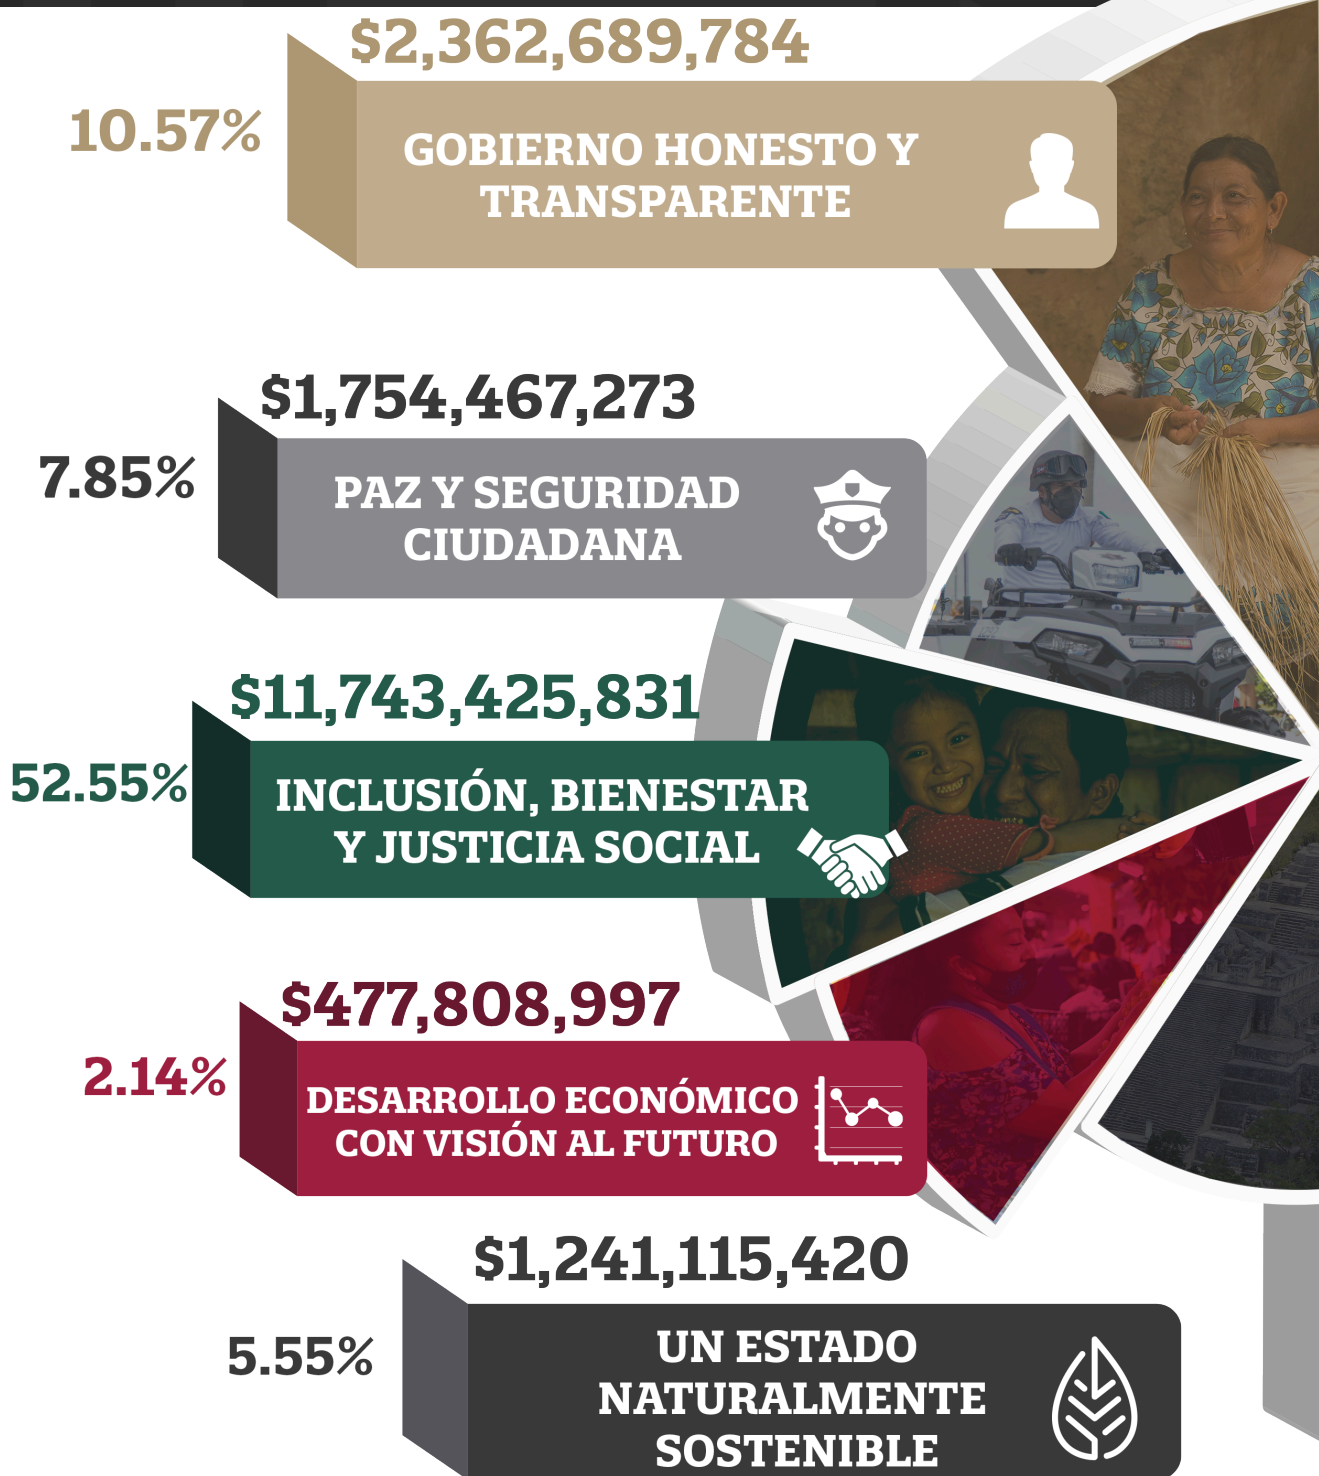 $2,362,689,784
10.57%
GOBIERNO HONESTO Y
TRANSPARENTE
$1,754,467,273
7.85%
PAZ Y SEGURIDAD
CIUDADANA
$11,743,425,831
52.55%
INCLUSIÓN, BIENESTAR
Y JUSTICIA SOCIAL
$477,808,997
2.14%
DESARROLLO ECONÓMICO
CON VISIÓN AL FUTURO
$1,241,115,420
5.55%
UN ESTADO
NATURALMENTE
SOSTENIBLE